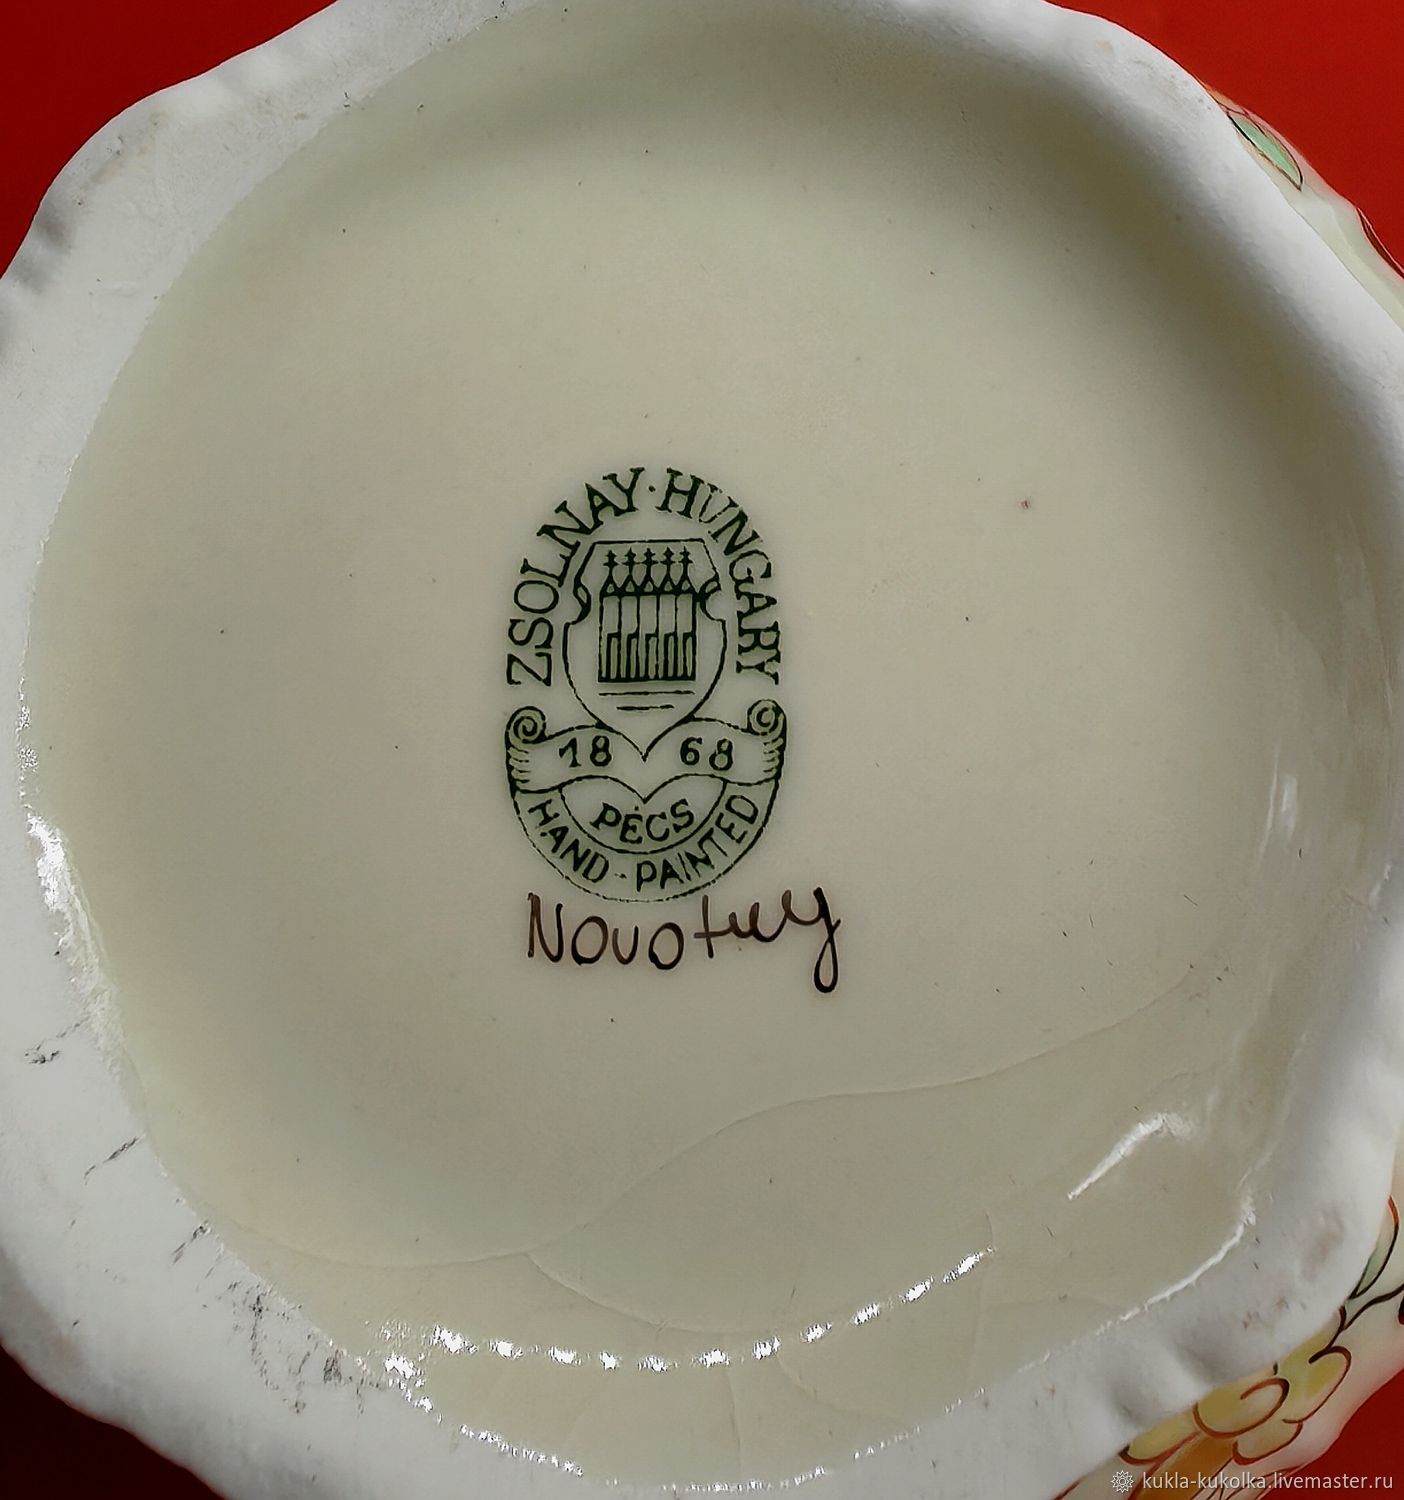 ZSOLNAY·HUNGARY
18 68
PÉCS
HAND-PAINTED
Novotny
kukla-kukolka.livemaster.ru